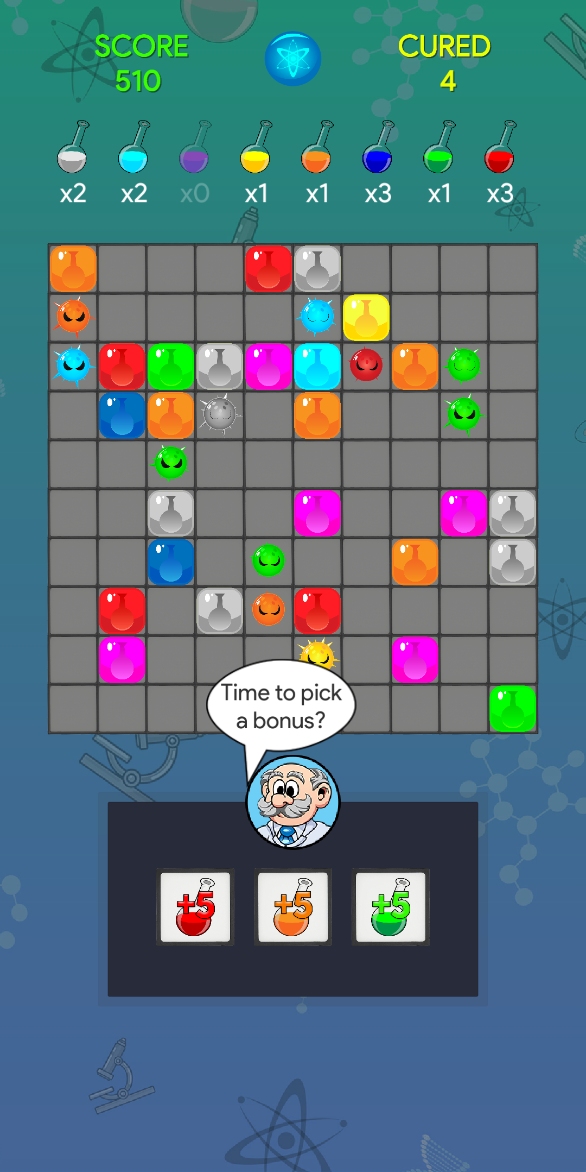 SCORE
CURED
510
4
x2 x2 x0 x1 x1 x3 x1 x3
Time to pick
a bonus?
+5 +5 +5